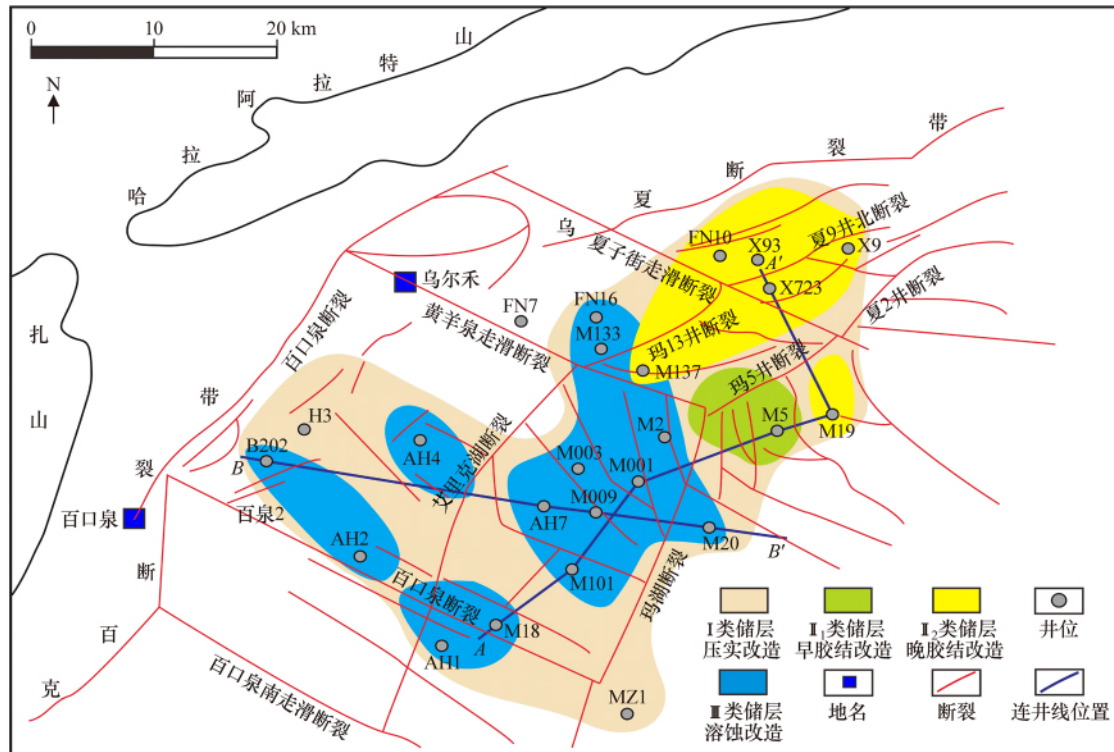 0 10 20 km
N
哈拉阿拉特山
扎山
乌夏断裂带
克百断裂带
FN10
X93
A′
夏9井北断裂
X9
X723
夏2井断裂
夏子街走滑断裂
乌尔禾
FN7
FN16
黄羊泉走滑断裂
M133
玛13井断裂
M137
百口泉断裂
玛5井断裂
H3
M5
M19
M2
AH4
艾里克湖断裂
B202
B
M003
M001
百口泉
百泉2
AH7
M009
M20
B′
AH2
M101
玛湖断裂
百口泉断裂
M18
A
AH1
MZ1
百口泉南走滑断裂
Ⅰ类储层
压实改造
Ⅱ₁类储层
早胶结改造
Ⅱ₂类储层
晚胶结改造
井位
Ⅲ类储层
溶蚀改造
地名
断裂
连井线位置